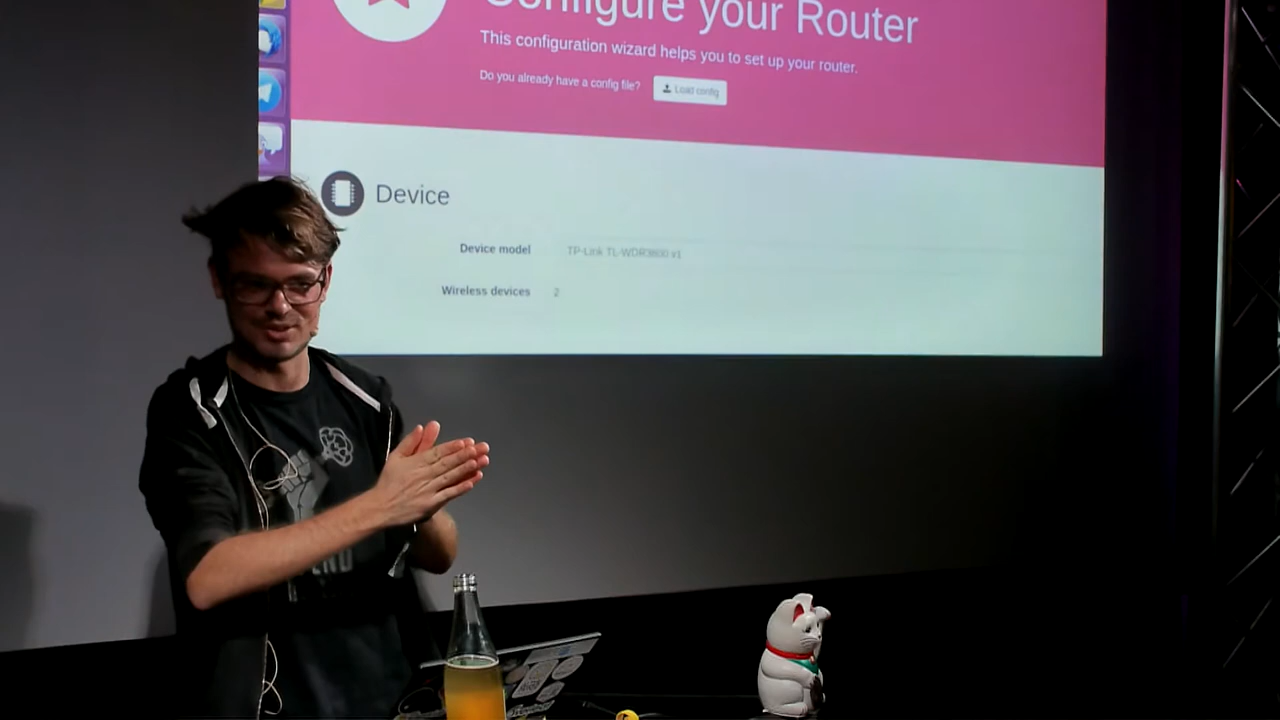 Configure your Router
This configuration wizard helps you to set up your router.
Do you already have a config file?
Load config
Device
Device model
TP-Link TL-WDR3600 v1
Wireless devices
2